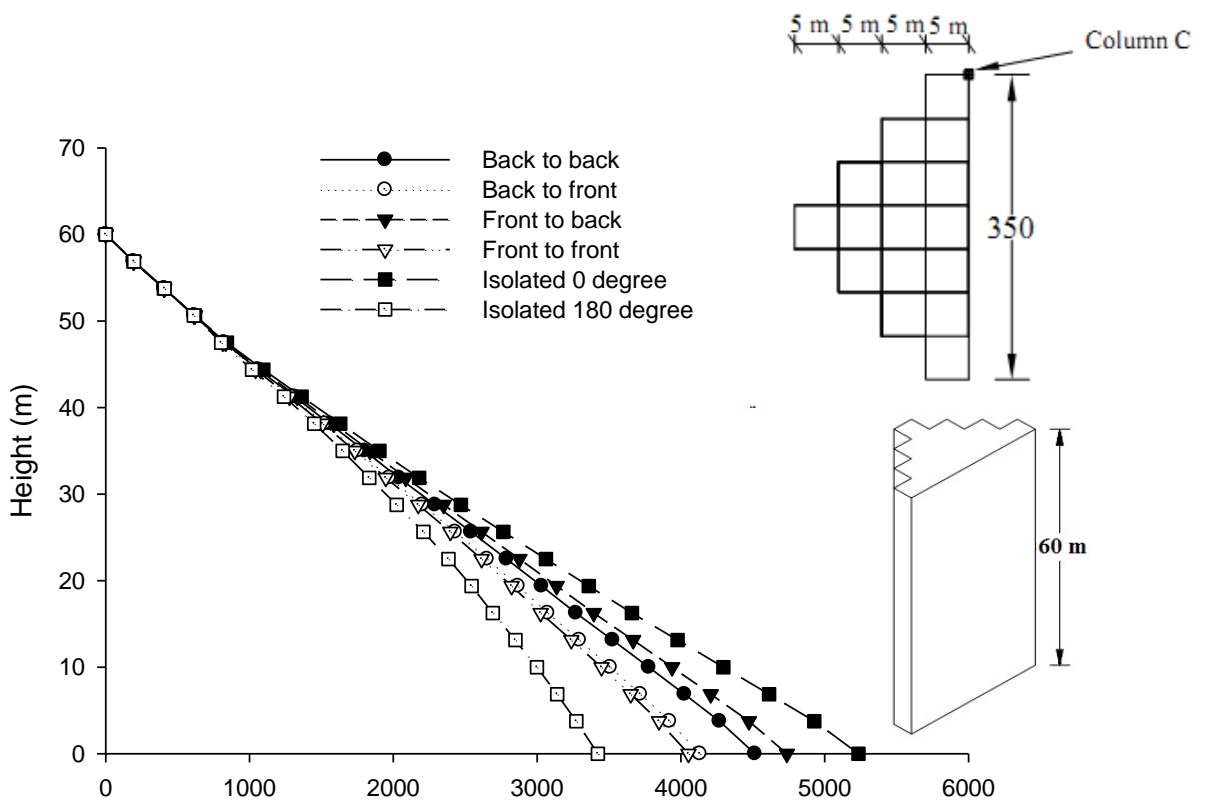 5 m 5 m 5 m 5 m
Column C
350
70
60
50
40
30
20
10
0
Height (m)
Back to back
Back to front
Front to back
Front to front
Isolated 0 degree
Isolated 180 degree
60 m
0 1000 2000 3000 4000 5000 6000